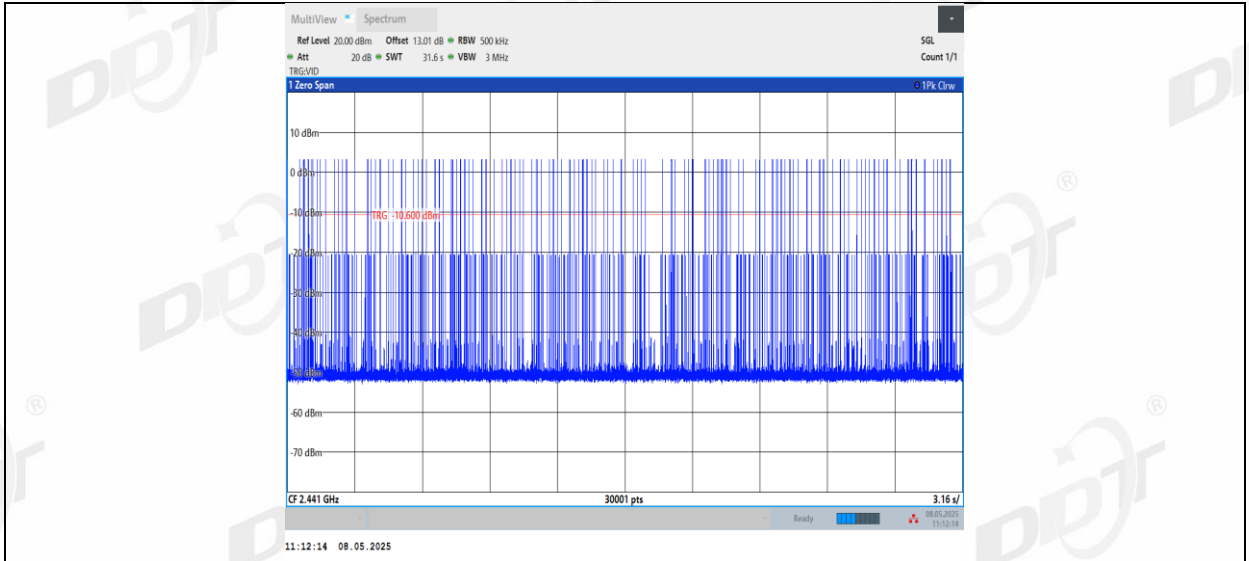 MultiView Spectrum
Ref Level 20.00 dBm Offset 13.01 dB RBW 500 kHz SGL
Att 20 dB SWT 31.6 s VBW 3 MHz Count 1/1
TRG:VID
1 Zero Span 1Pk Clrw
10 dBm
0 dBm
-10 dBm
TRG -10.600 dBm
-20 dBm
-30 dBm
-40 dBm
-50 dBm
-60 dBm
-70 dBm
CF 2.441 GHz 30001 pts 3.16 s/
Ready 08.05.2025
11:12:14
11:12:14 08.05.2025
DDT®